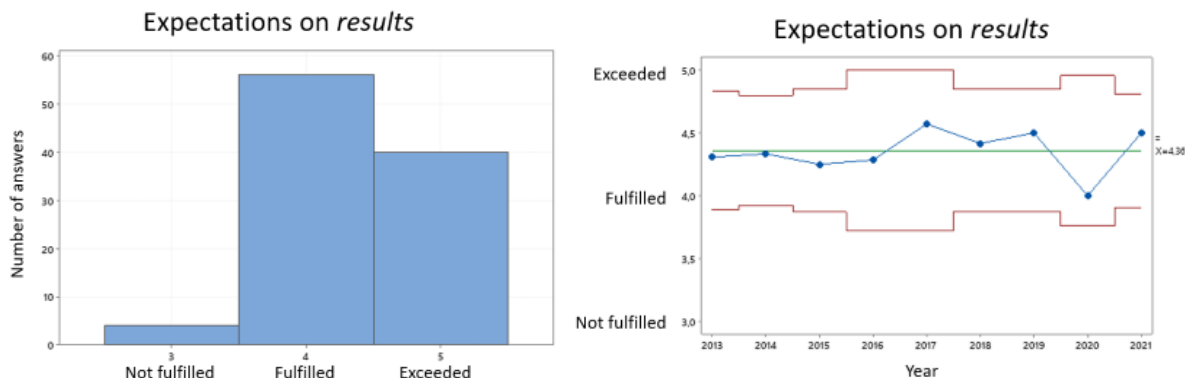 Expectations on results
Number of answers
60
50
40
30
20
10
0
3
4
5
Not fulfilled
Fulfilled
Exceeded
Expectations on results
Exceeded
Fulfilled
Not fulfilled
5,0
4,5
4,0
3,5
3,0
2013
2014
2015
2016
2017
2018
2019
2020
2021
Year
X=4,36